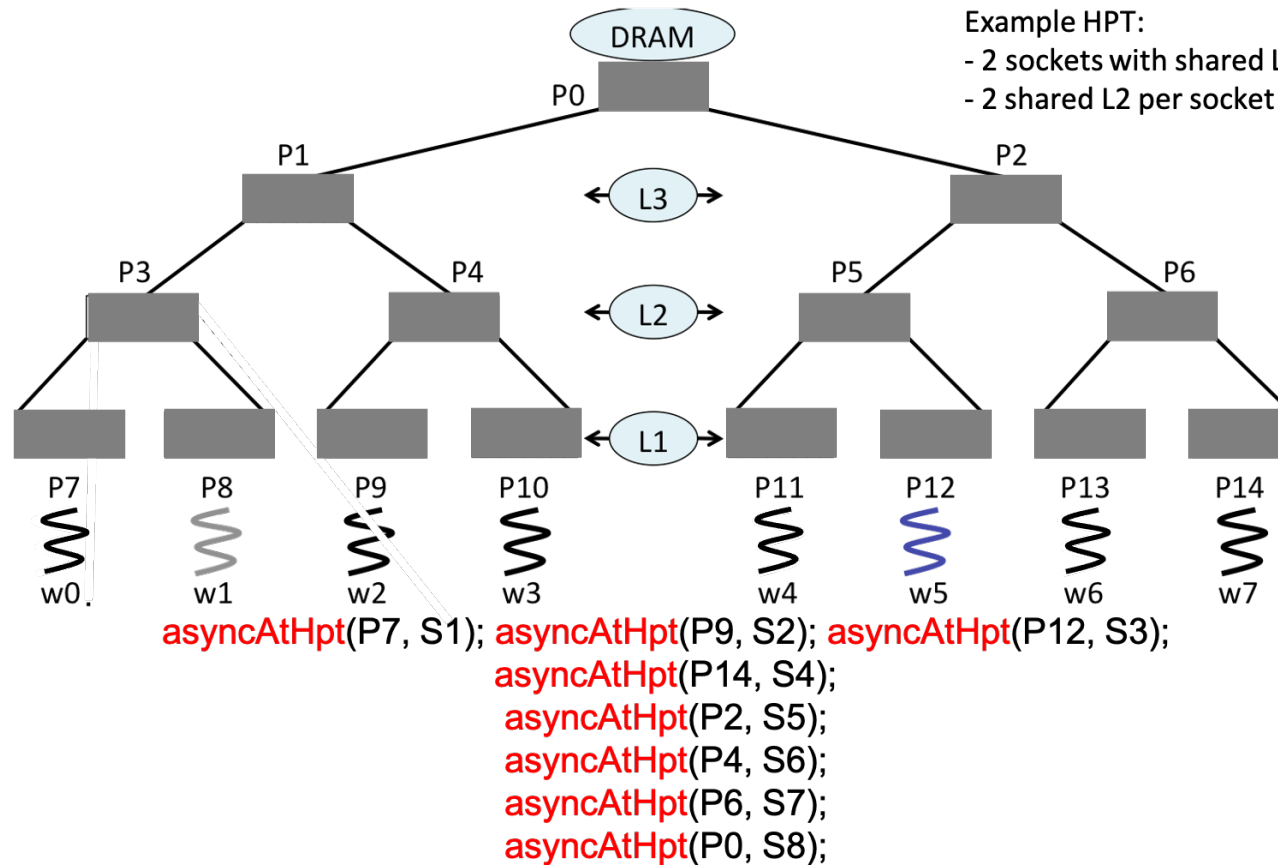 DRAM
Example HPT:
- 2 sockets with shared L
- 2 shared L2 per socket
P0
P1
P2
L3
P3
P4
P5
P6
L2
L1
P7 P8 P9 P10 P11 P12 P13 P14
w0 w1 w2 w3 w4 w5 w6 w7
asyncAtHpt(P7, S1); asyncAtHpt(P9, S2); asyncAtHpt(P12, S3);
asyncAtHpt(P14, S4);
asyncAtHpt(P2, S5);
asyncAtHpt(P4, S6);
asyncAtHpt(P6, S7);
asyncAtHpt(P0, S8);